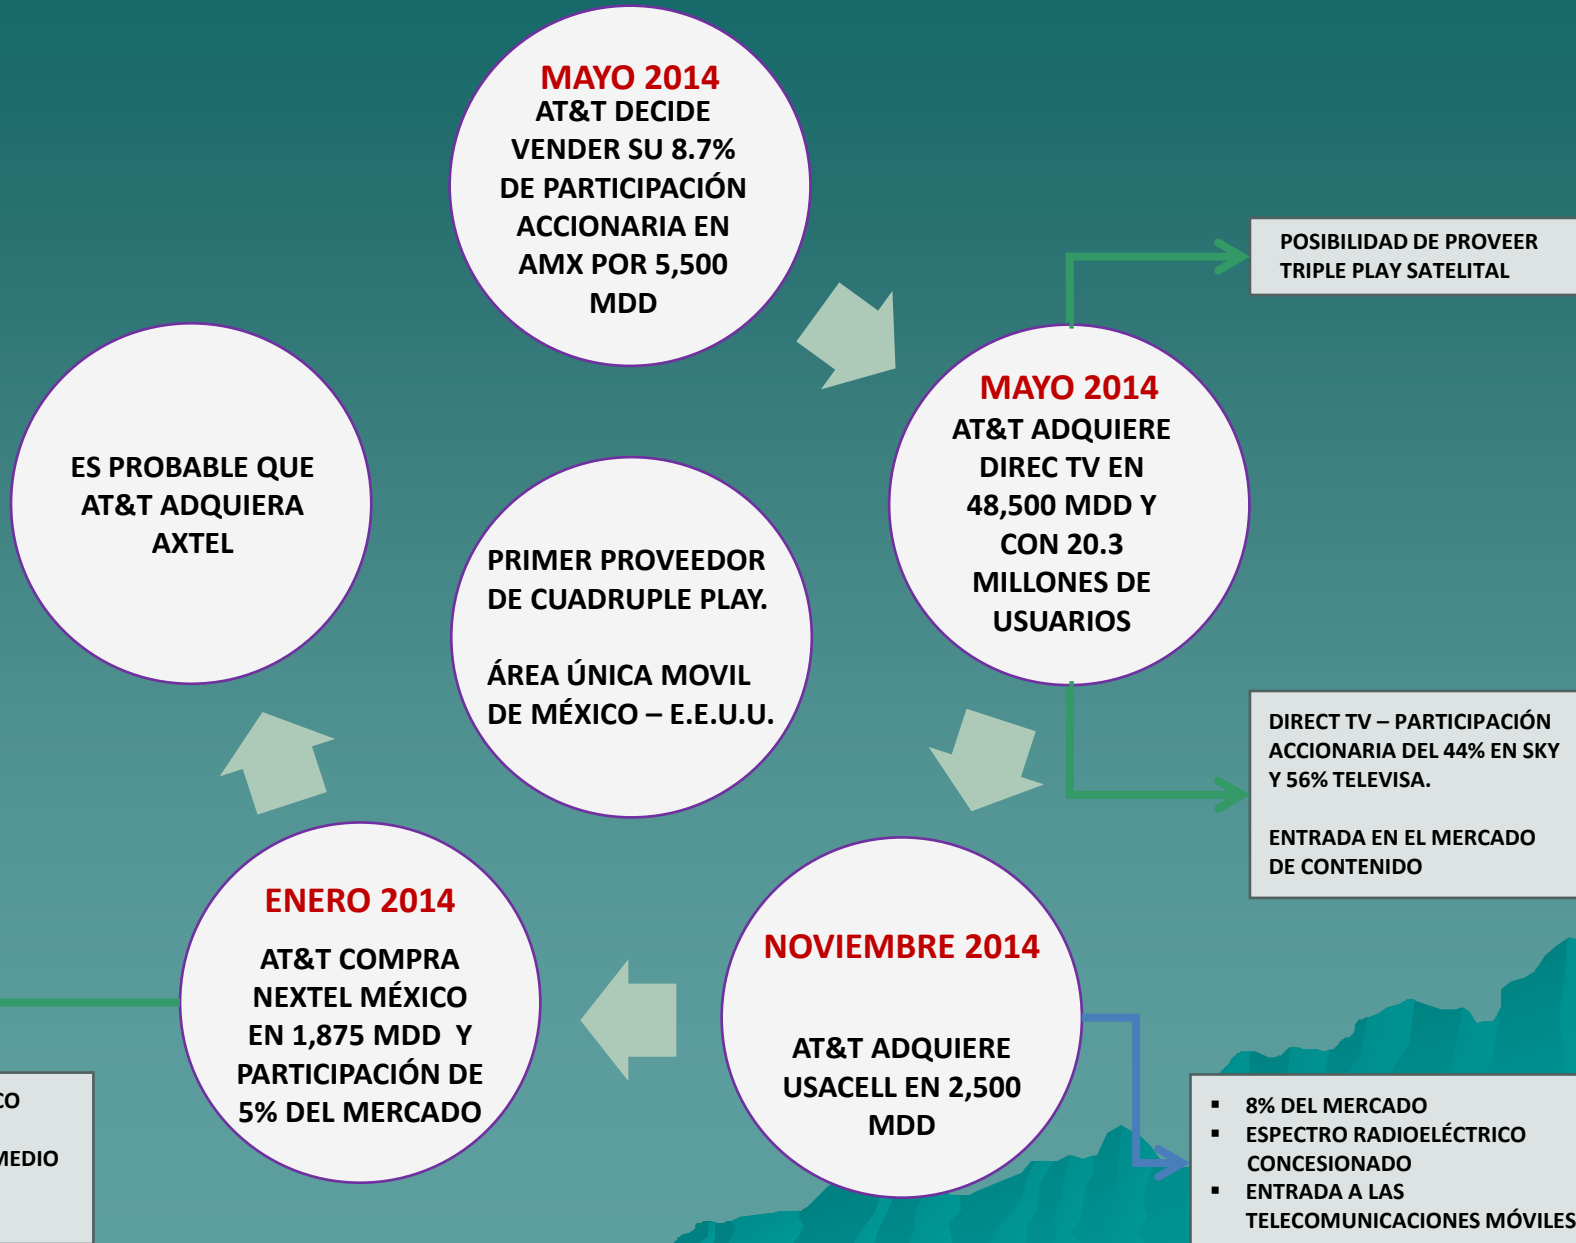 MAYO 2014
AT&T DECIDE
VENDER SU 8.7%
DE PARTICIPACIÓN
ACCIONARIA EN
AMX POR 5,500
MDD
POSIBILIDAD DE PROVEER
TRIPLE PLAY SATELITAL
MAYO 2014
AT&T ADQUIERE
DIREC TV EN
48,500 MDD Y
CON 20.3
MILLONES DE
USUARIOS
DIRECT TV – PARTICIPACIÓN
ACCIONARIA DEL 44% EN SKY
Y 56% TELEVISA.
ENTRADA EN EL MERCADO
DE CONTENIDO
NOVIEMBRE 2014
AT&T ADQUIERE
USACELL EN 2,500
MDD
▪ 8% DEL MERCADO
▪ ESPECTRO RADIOELÉCTRICO
CONCESIONADO
▪ ENTRADA A LAS
TELECOMUNICACIONES MÓVILES
ENERO 2014
AT&T COMPRA
NEXTEL MÉXICO
EN 1,875 MDD Y
PARTICIPACIÓN DE
5% DEL MERCADO
MEDIO
ES PROBABLE QUE
AT&T ADQUIERA
AXTEL
PRIMER PROVEEDOR
DE CUADRUPLE PLAY.
ÁREA ÚNICA MOVIL
DE MÉXICO – E.E.U.U.